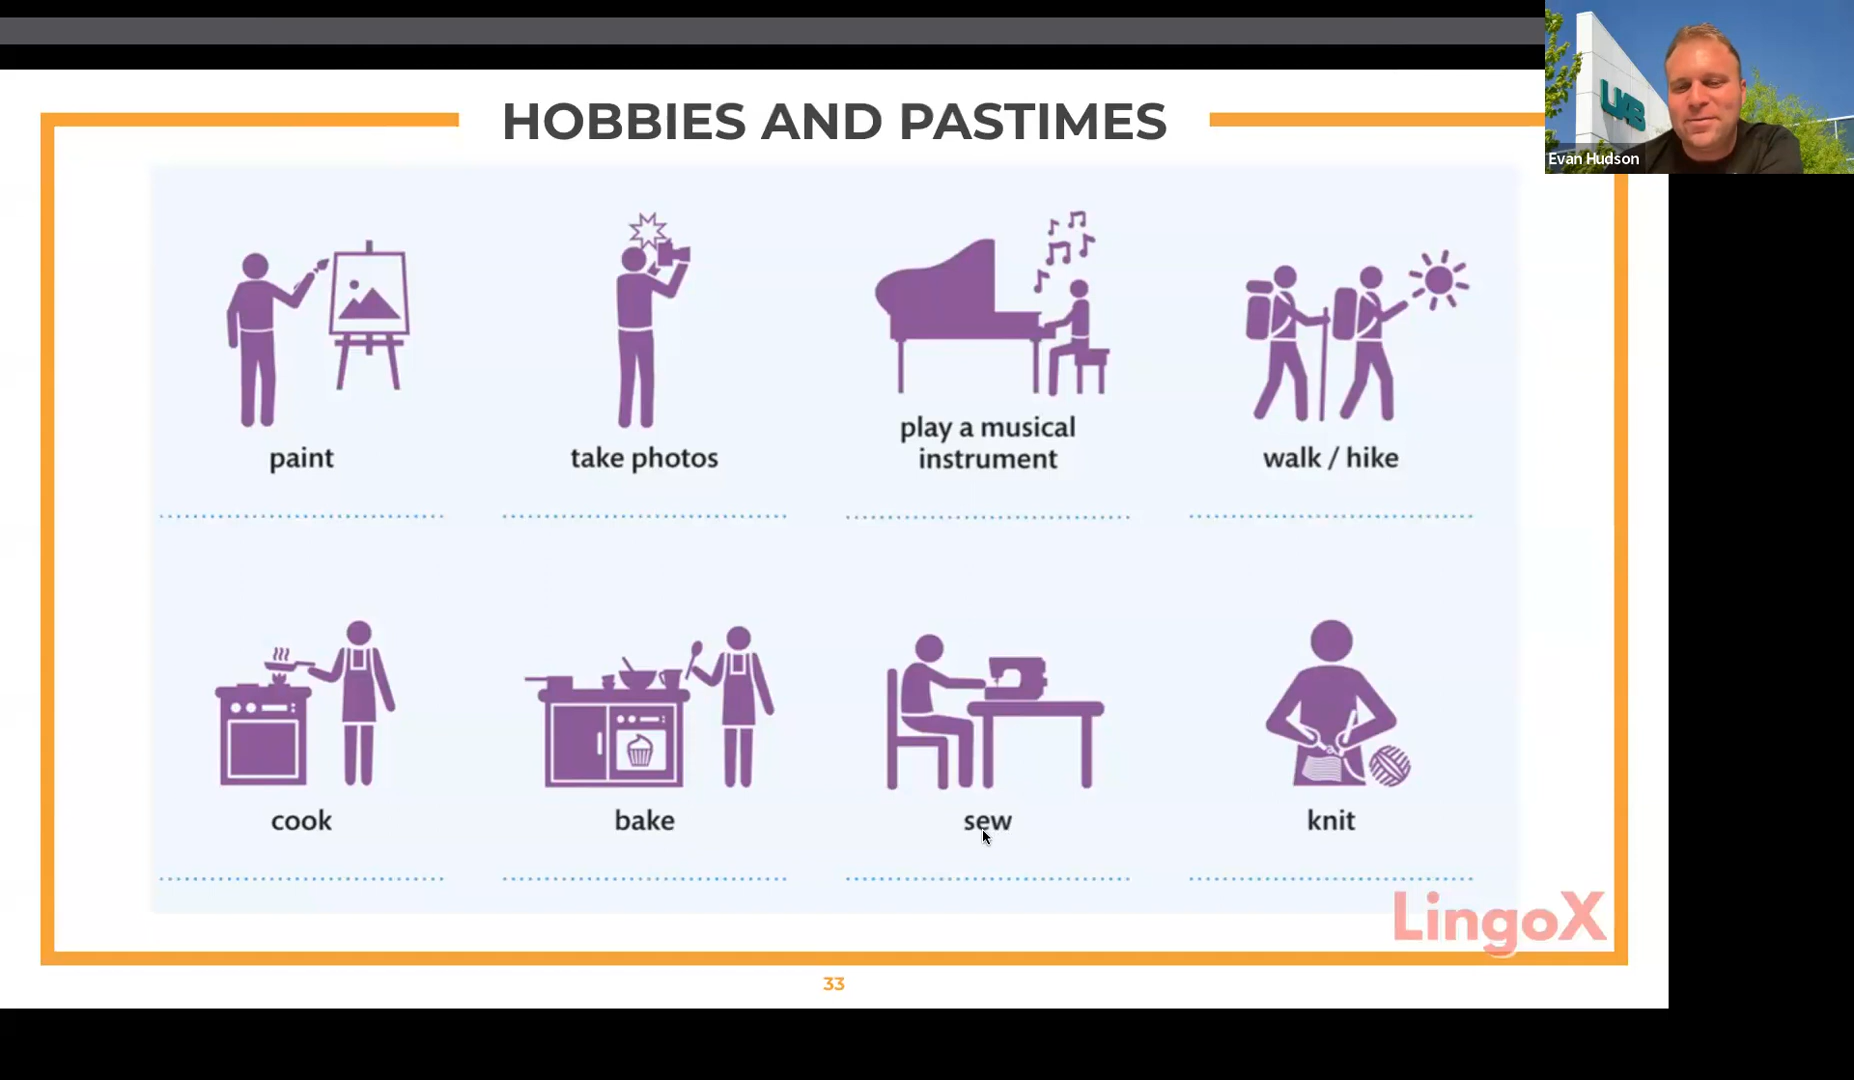 HOBBIES AND PASTIMES
UAB
Evan Hudson
paint
take photos
play a musical
instrument
walk / hike
cook
bake
sew
knit
LingoX
33